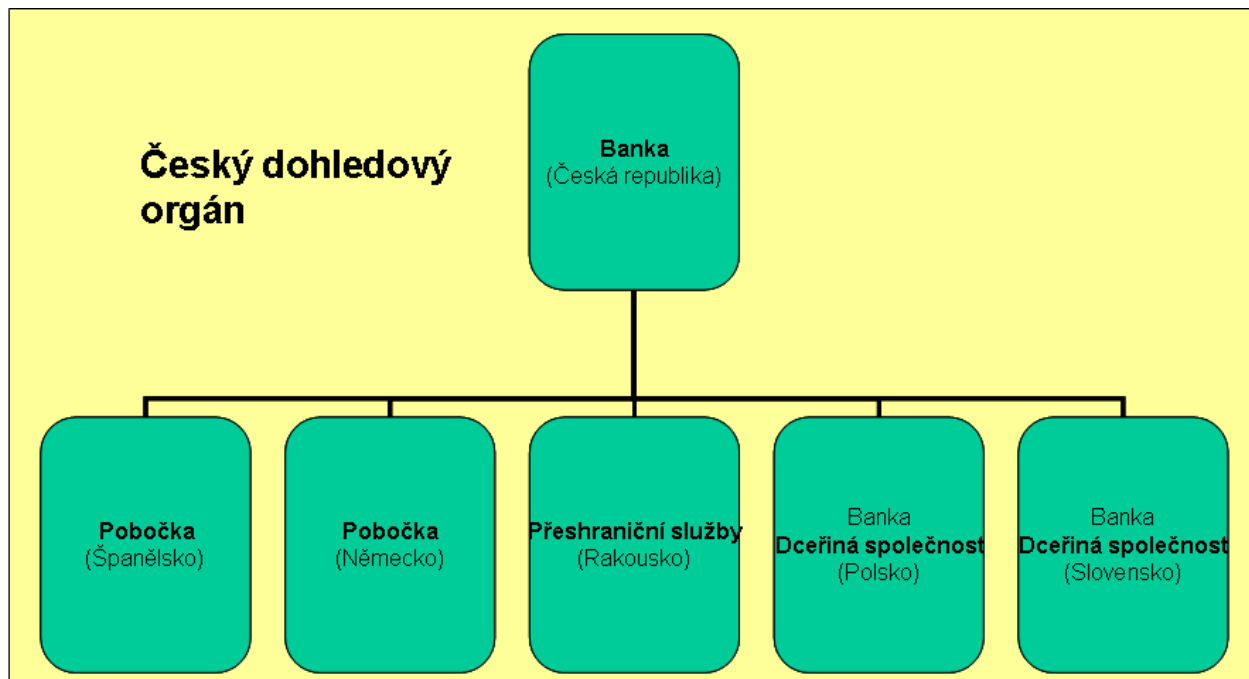 Český dohledový
orgán
Banka
(Česká republika)
Pobočka
(Španělsko)
Pobočka
(Německo)
Přeshraniční služby
(Rakousko)
Banka
Dceřiná společnost
(Polsko)
Banka
Dceřiná společnost
(Slovensko)